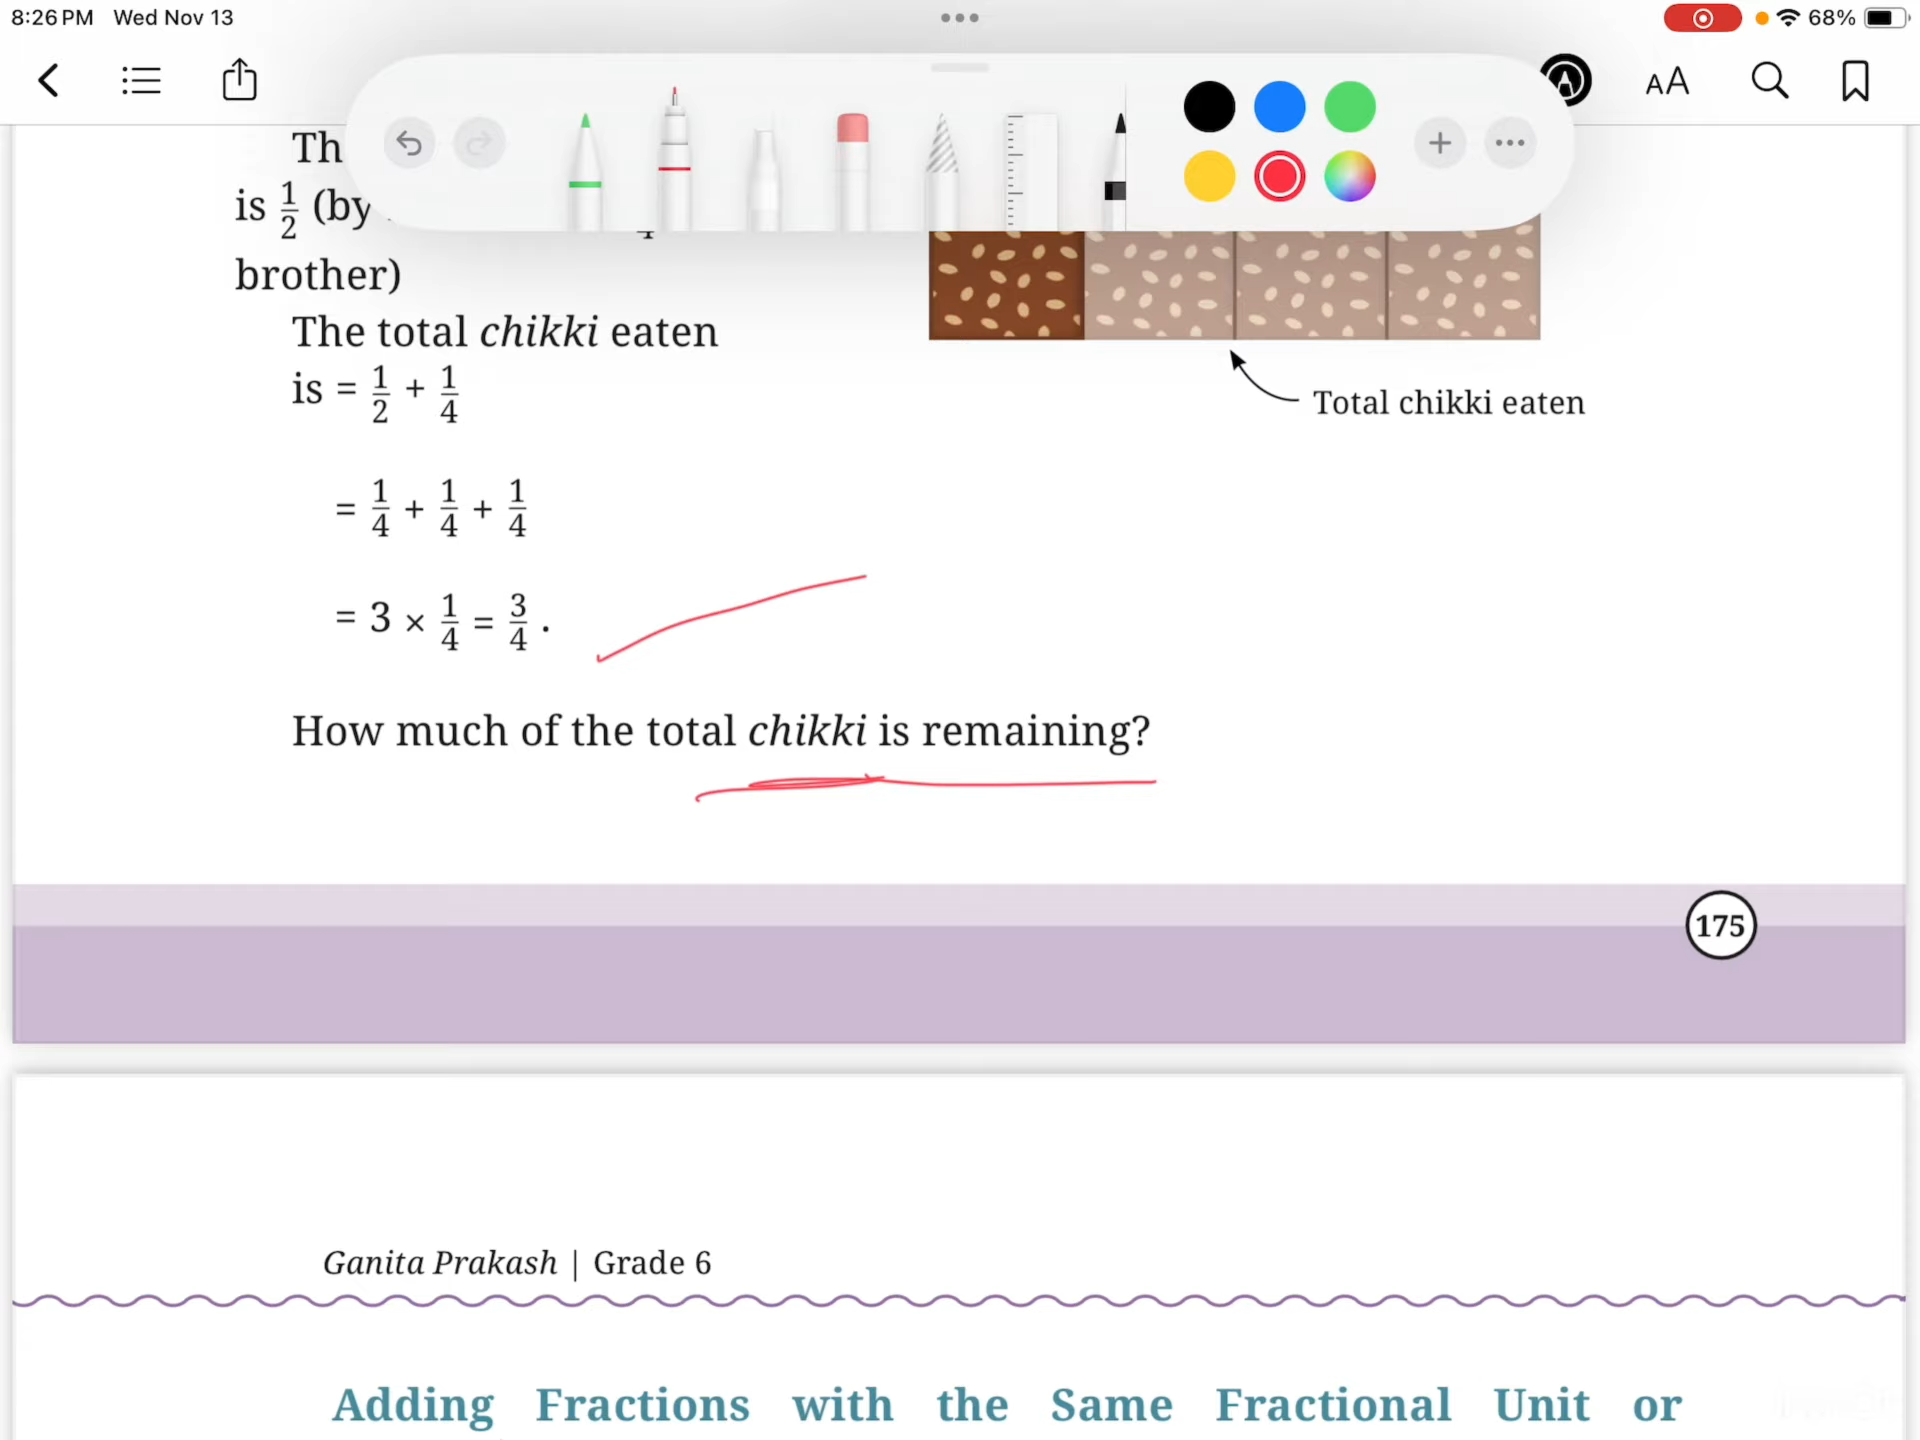 8:26 PM Wed Nov 13
68%
AA
Th
is 1/2 (by
4
brother)
The total chikki eaten
is = 1/2 + 1/4
Total chikki eaten
= 1/4 + 1/4 + 1/4
= 3 × 1/4 = 3/4 .
How much of the total chikki is remaining?
175
Ganita Prakash | Grade 6
Adding Fractions with the Same Fractional Unit or